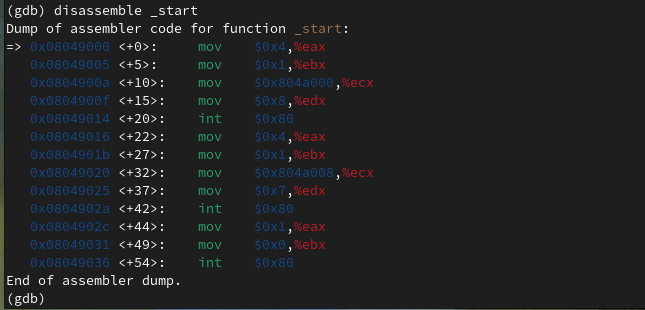 (gdb) disassemble _start
Dump of assembler code for function _start:
=> 0x08049000 <+0>:     mov    $0x4,%eax
   0x08049005 <+5>:     mov    $0x1,%ebx
   0x0804900a <+10>:    mov    $0x804a000,%ecx
   0x0804900f <+15>:    mov    $0x8,%edx
   0x08049014 <+20>:    int    $0x80
   0x08049016 <+22>:    mov    $0x4,%eax
   0x0804901b <+27>:    mov    $0x1,%ebx
   0x08049020 <+32>:    mov    $0x804a008,%ecx
   0x08049025 <+37>:    mov    $0x7,%edx
   0x0804902a <+42>:    int    $0x80
   0x0804902c <+44>:    mov    $0x1,%eax
   0x08049031 <+49>:    mov    $0x0,%ebx
   0x08049036 <+54>:    int    $0x80
End of assembler dump.
(gdb)